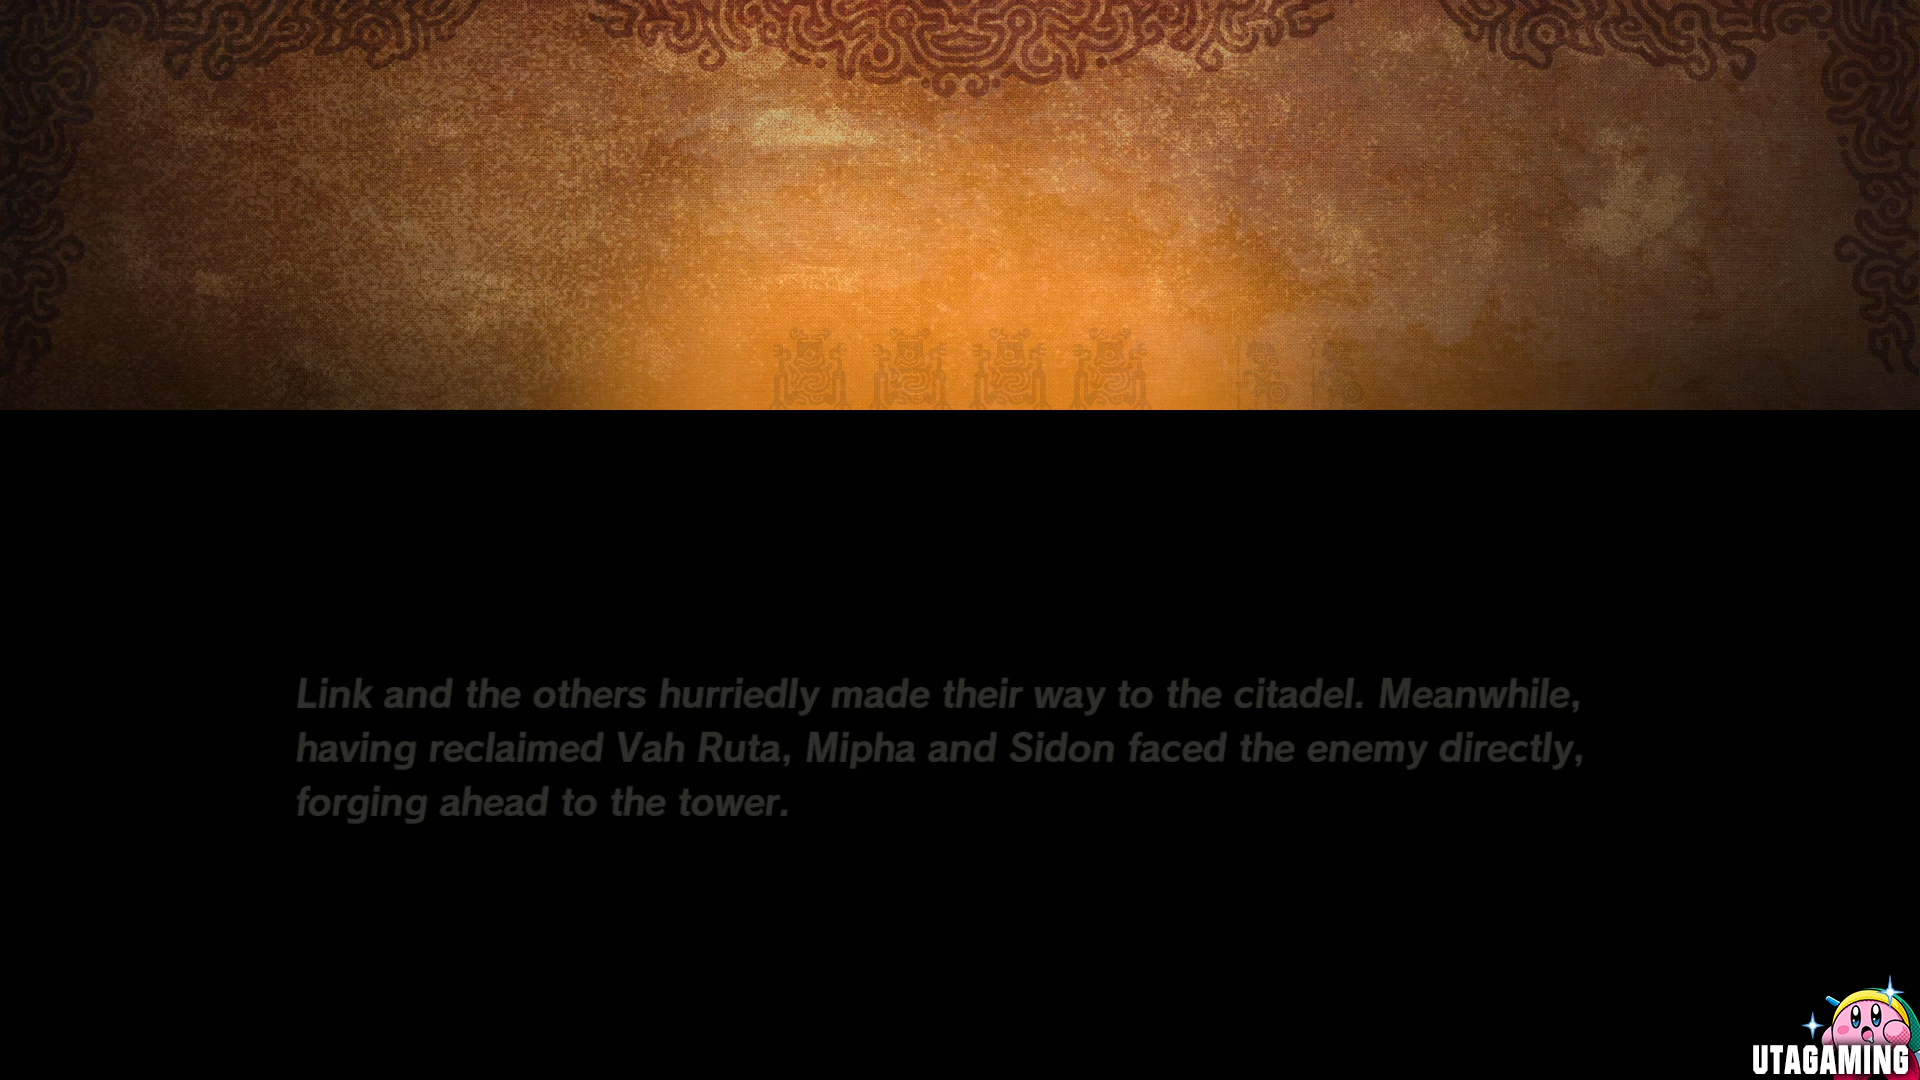 Link and the others hurriedly made their way to the citadel. Meanwhile,
having reclaimed Vah Ruta, Mipha and Sidon faced the enemy directly,
forging ahead to the tower.
UTAGAMING